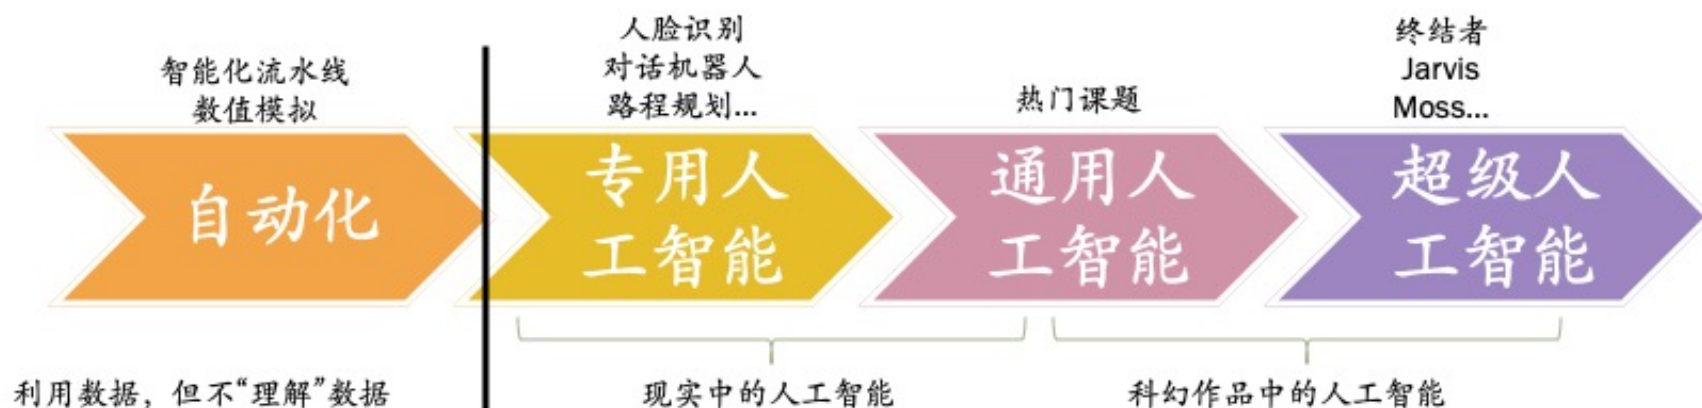 智能化流水线
数值模拟
自动化
利用数据，但不“理解”数据
人脸识别
对话机器人
路程规划...
专用人
工智能
现实中的人工智能
热门课题
通用人
工智能
终结者
Jarvis
Moss...
超级人
工智能
科幻作品中的人工智能